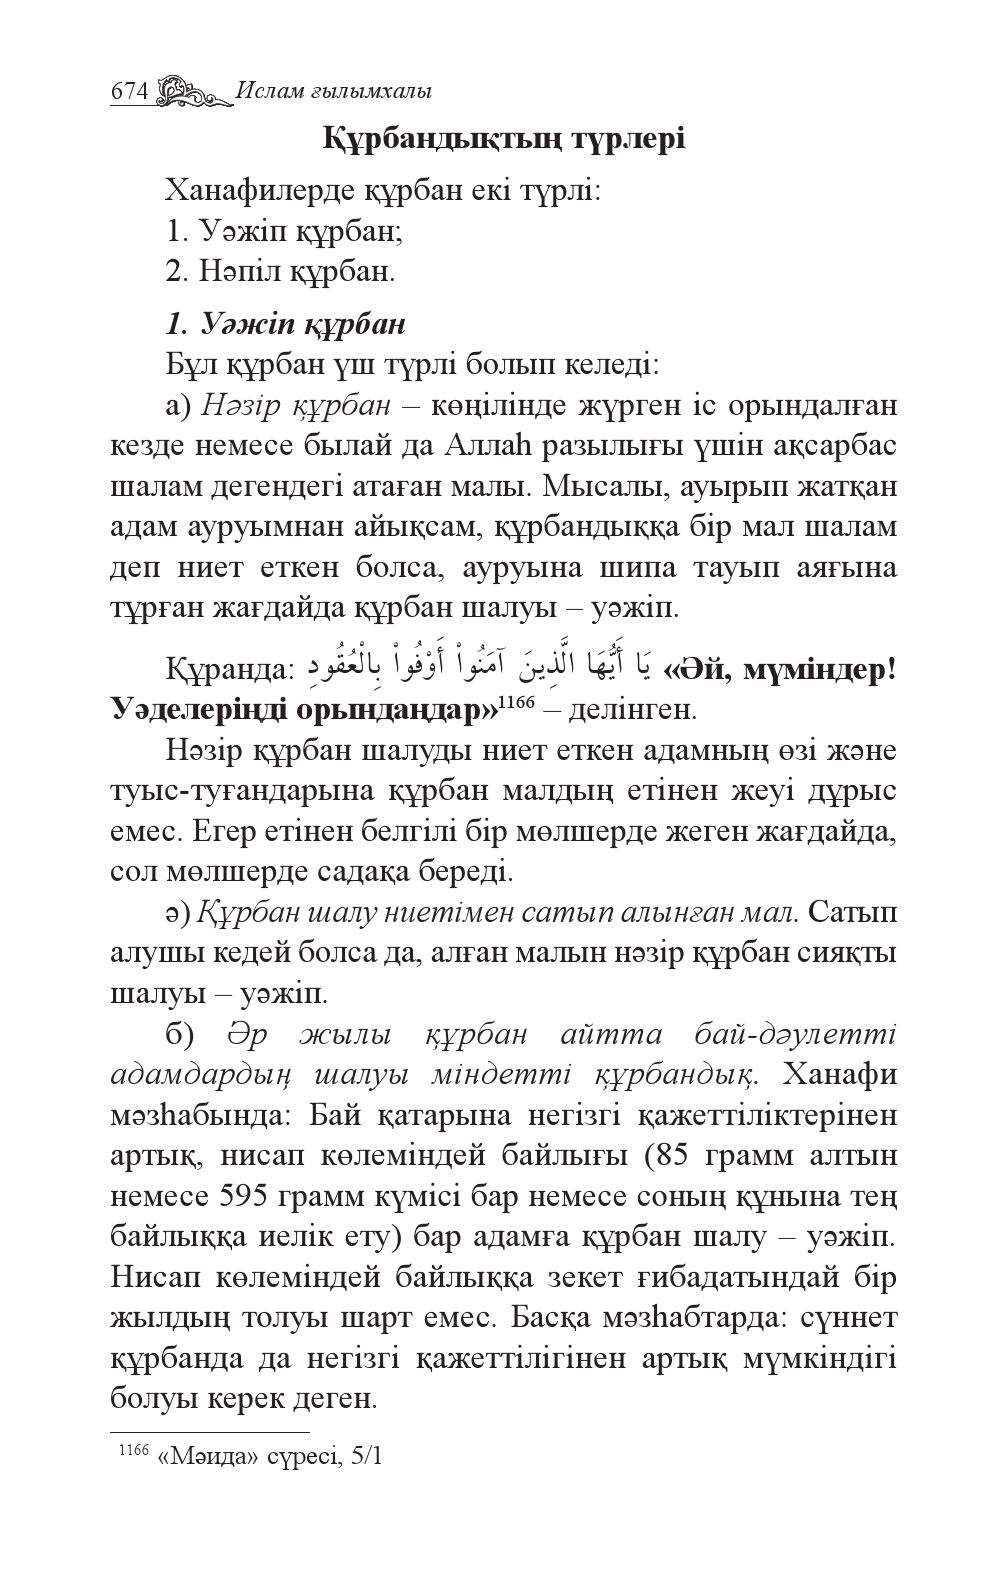 674 Ислам ғылымхалы
Құрбандықтың түрлері
Ханафилерде құрбан екі түрлі:
1. Уәжіп құрбан;
2. Нәпіл құрбан.
1. Уәжіп құрбан
Бұл құрбан үш түрлі болып келеді:
а) Нәзір құрбан – көңілінде жүрген іс орындалған
кезде немесе былай да Аллаһ разылығы үшін ақсарбас
шалам дегендегі атаған малы. Мысалы, ауырып жатқан
адам ауруымнан айықсам, құрбандыққа бір мал шалам
деп ниет еткен болса, ауруына шипа тауып аяғына
тұрған жағдайда құрбан шалуы – уәжіп.
Құранда: يَا أَيُّهَا الَّذِينَ آمَنُواْ أَوْفُواْ بِالْعُقُودِ «Әй, мүміндер!
Уәделеріңді орындаңдар»1166 – делінген.
Нәзір құрбан шалуды ниет еткен адамның өзі және
туыс-туғандарына құрбан малдың етінен жеуі дұрыс
емес. Егер етінен белгілі бір мөлшерде жеген жағдайда,
сол мөлшерде садақа береді.
ә) Құрбан шалу ниетімен сатып алынған мал. Сатып
алушы кедей болса да, алған малын нәзір құрбан сияқты
шалуы – уәжіп.
б) Әр жылы құрбан айтта бай-дәулетті
адамдардың шалуы міндетті құрбандық. Ханафи
мәзһабында: Бай қатарына негізгі қажеттіліктерінен
артық, нисап көлеміндей байлығы (85 грамм алтын
немесе 595 грамм күмісі бар немесе соның құнына тең
байлыққа иелік ету) бар адамға құрбан шалу – уәжіп.
Нисап көлеміндей байлыққа зекет ғибадатындай бір
жылдың толуы шарт емес. Басқа мәзһабтарда: сүннет
құрбанда да негізгі қажеттілігінен артық мүмкіндігі
болуы керек деген.
1166 «Мәида» сүресі, 5/1